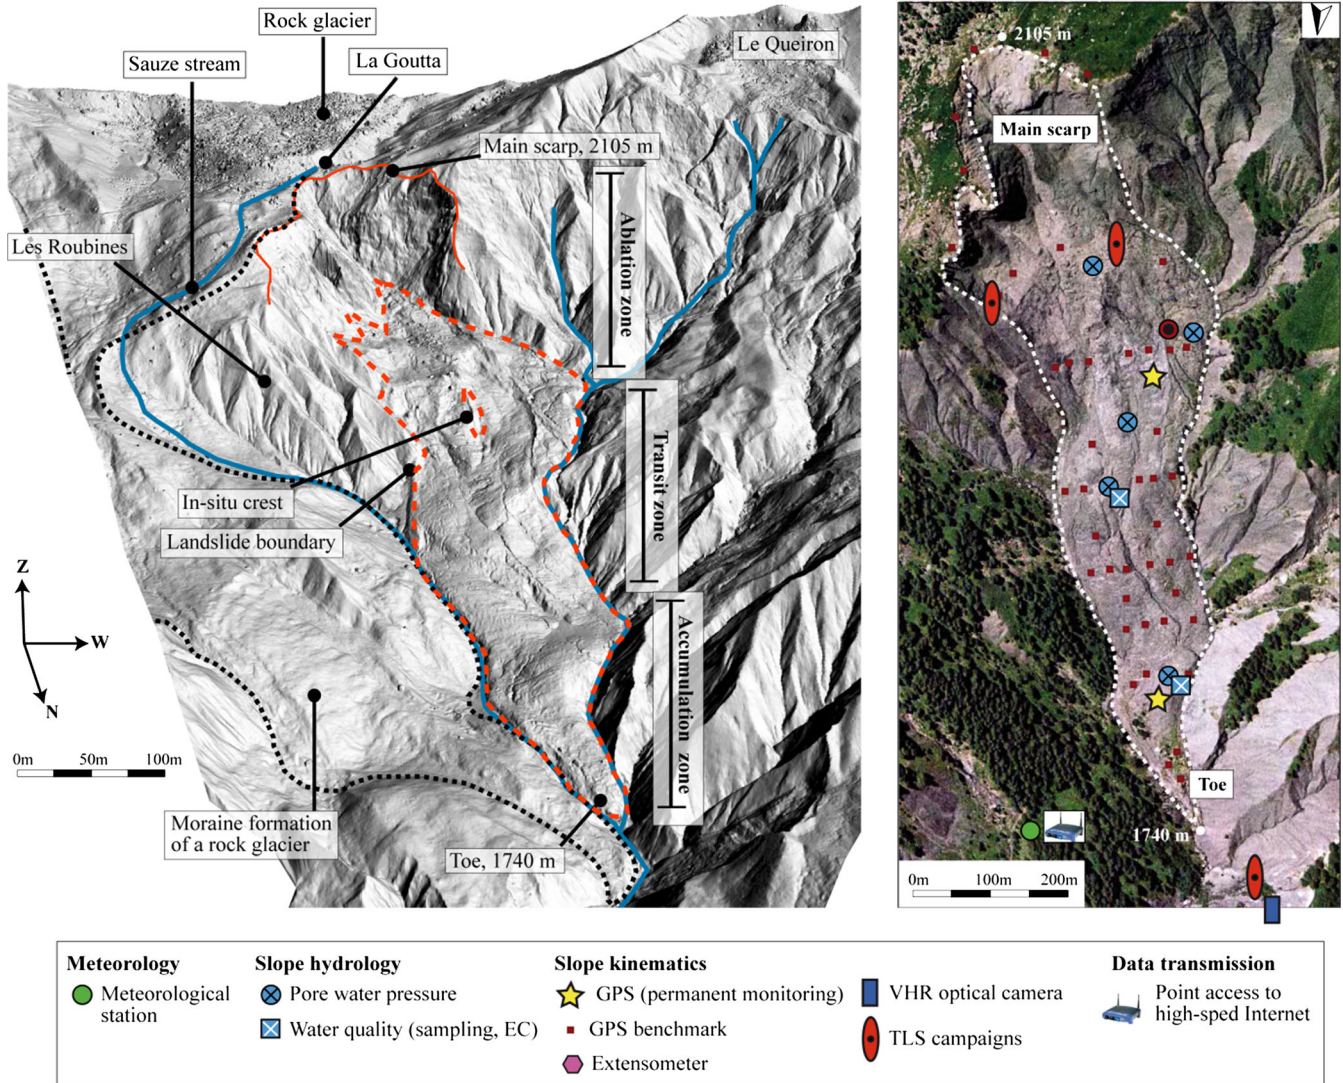 Rock glacier
La Goutta
Sauze stream
Le Queiron
Main scarp, 2105 m
Les Roubines
Ablation zone
Transit zone
Accumulation zone
In-situ crest
Landslide boundary
Z
W
N
0m 50m 100m
Moraine formation
of a rock glacier
Toe, 1740 m
2105 m
Main scarp
Toe
1740 m
0m 100m 200m
Meteorology
Meteorological
station
Slope hydrology
Pore water pressure
Water quality (sampling, EC)
Slope kinematics
GPS (permanent monitoring)
GPS benchmark
Extensometer
VHR optical camera
TLS campaigns
Data transmission
Point access to
high-sped Internet